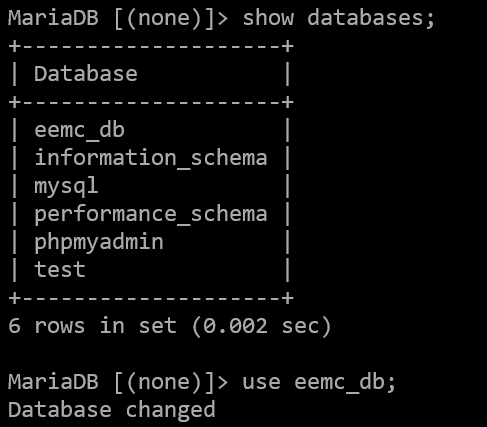 MariaDB [(none)]> show databases;
+--------------------+
| Database           |
+--------------------+
| eemc_db            |
| information_schema |
| mysql              |
| performance_schema |
| phpmyadmin         |
| test               |
+--------------------+
6 rows in set (0.002 sec)

MariaDB [(none)]> use eemc_db;
Database changed